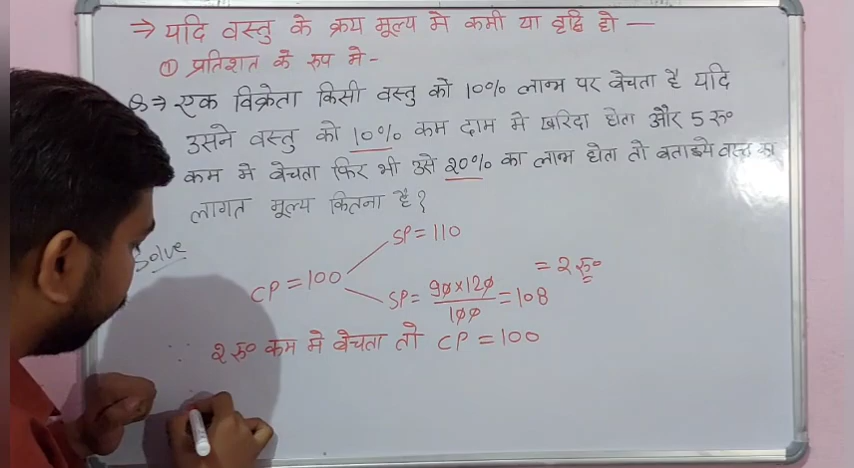 ⇒ यदि वस्तु के क्रय मूल्य मे कमी या वृद्धि हो —
① प्रतिशत के रुप मे -
Q⇒ एक विक्रेता किसी वस्तु को 10% लाभ पर बेचता है यदि
उसने वस्तु को 10% कम दाम मे खरिदा होता और 5 रु०
कम मे बेचता फिर भी उसे 20% का लाभ होता तो बताइये वस्तु का
लागत मूल्य कितना है?
Solve
SP = 110
CP = 100
SP = 90×120/100 = 108
= 2 रु०
∵ 2 रु० कम मे बेचता तो CP = 100